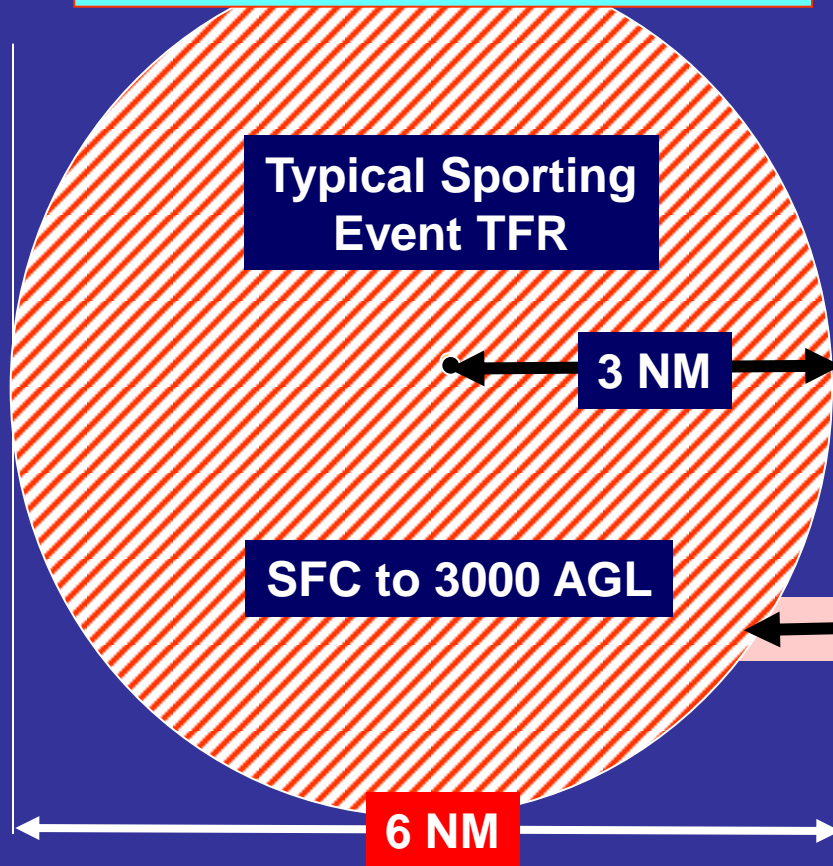 Typical Sporting
Event TFR
3 NM
SFC to 3000 AGL
6 NM